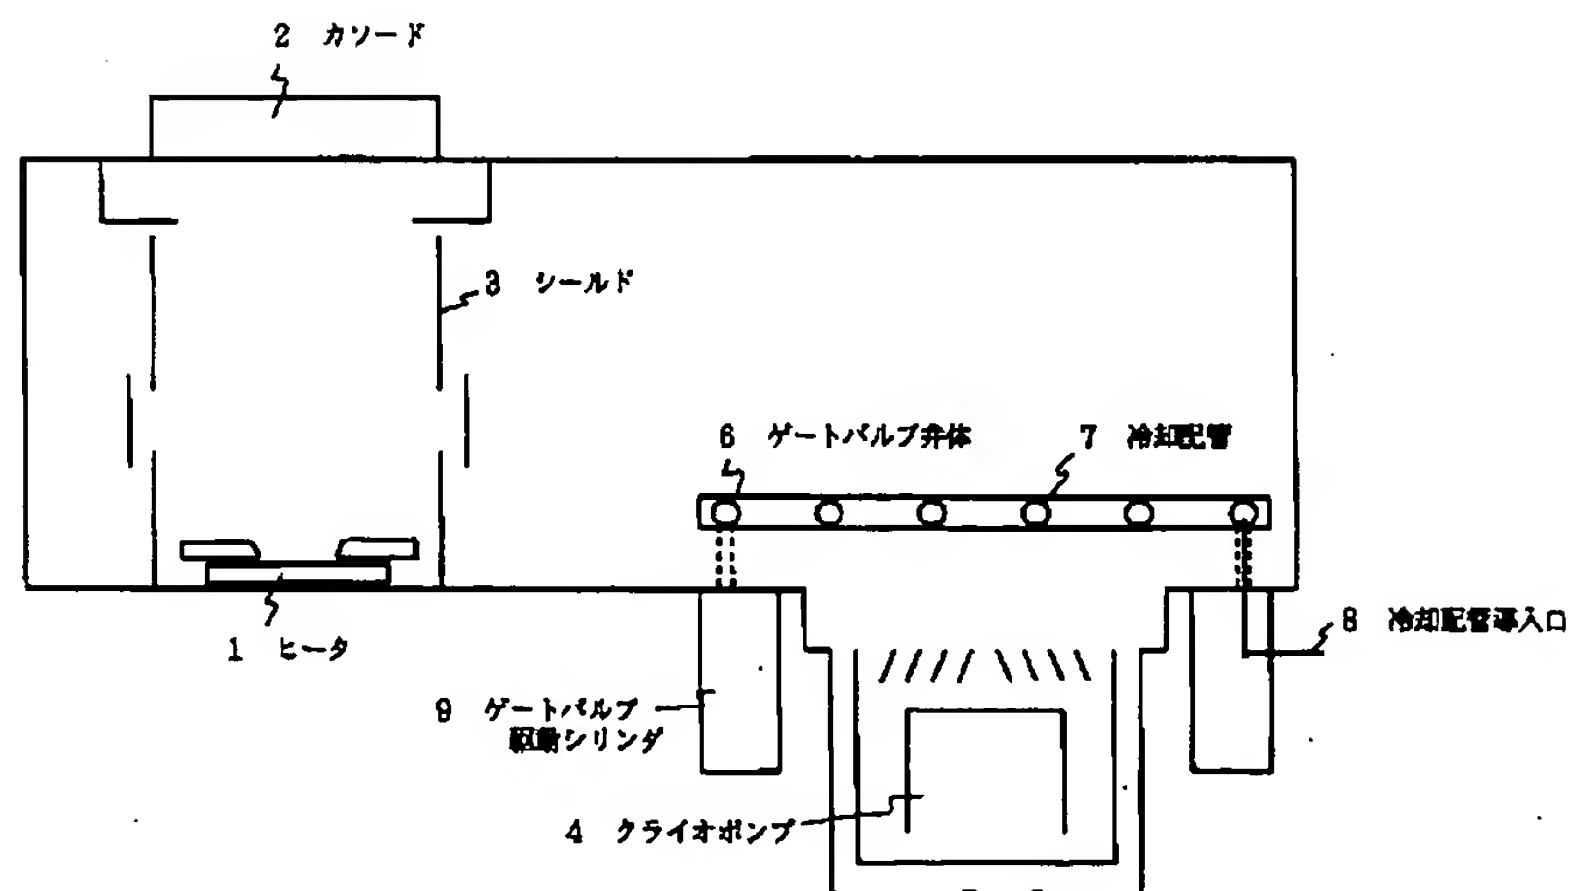 2 カソード
3 シールド
6 ゲートバルブ弁体
7 冷却配管
8 冷却配管導入口
1 ヒータ
9 ゲートバルブ
駆動シリンダ
4 クライオポンプ